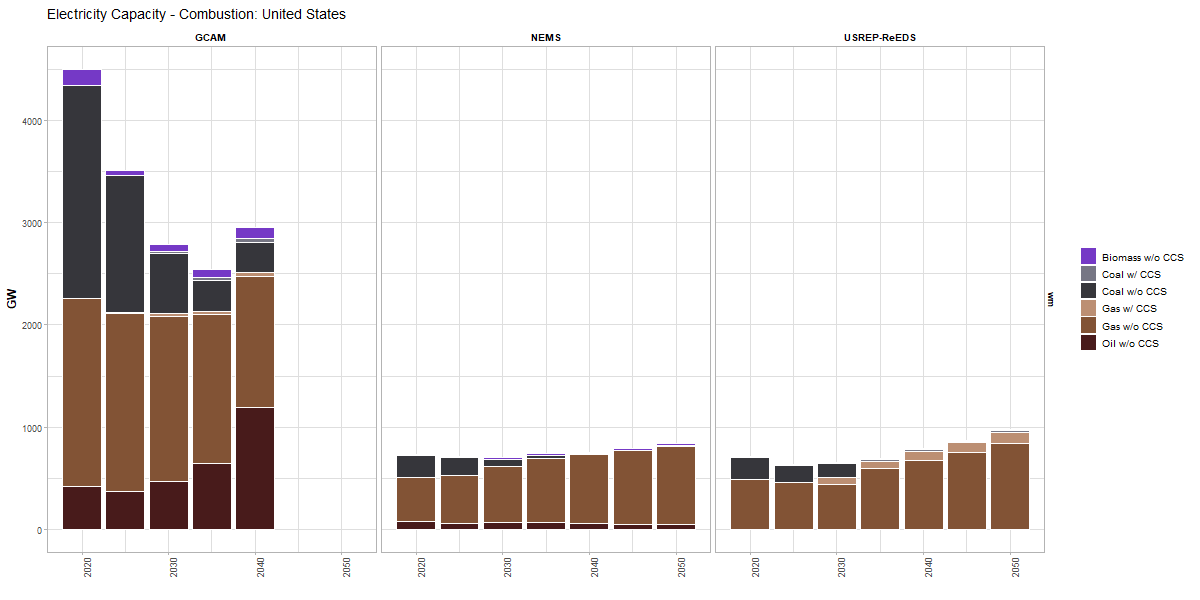 Electricity Capacity - Combustion: United States
GCAM
NEMS
USREP-ReEDS
GW
4000
3000
2000
1000
0
2020
2030
2040
2050
2020
2030
2040
2050
2020
2030
2040
2050
wm
Biomass w/o CCS
Coal w/ CCS
Coal w/o CCS
Gas w/ CCS
Gas w/o CCS
Oil w/o CCS